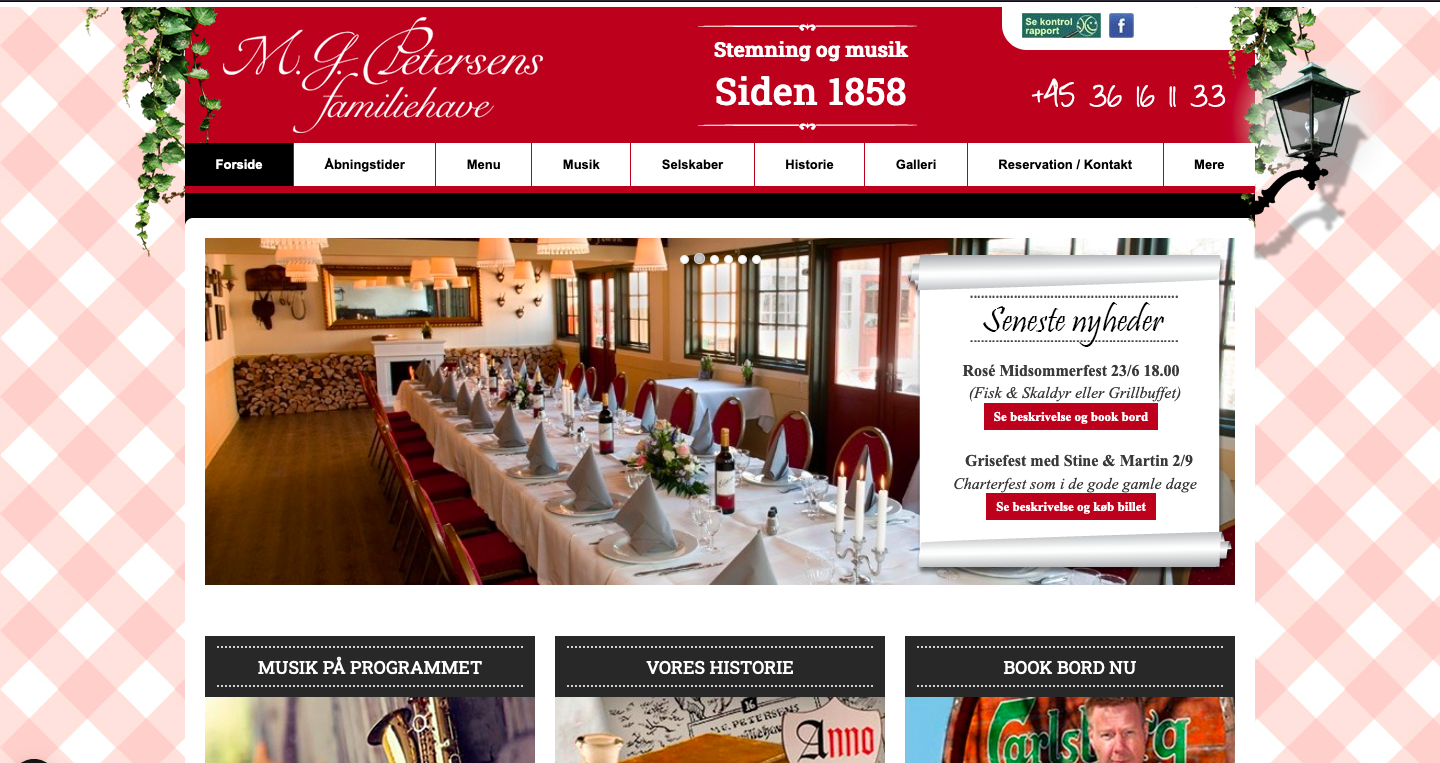 M.G. Petersens
familiehave
Stemning og musik
Siden 1858
Se kontrol
rapport
f
+45 36 16 11 33
Forside
Åbningstider
Menu
Musik
Selskaber
Historie
Galleri
Reservation / Kontakt
Mere
Seneste nyheder
Rosé Midsommerfest 23/6 18.00
(Fisk & Skaldyr eller Grillbuffet)
Se beskrivelse og book bord
Grisefest med Stine & Martin 2/9
Charterfest som i de gode gamle dage
Se beskrivelse og køb billet
MUSIK PÅ PROGRAMMET
VORES HISTORIE
BOOK BORD NU
16
M.G. PETERSENS
Familiehave
Anno
Carlsberg